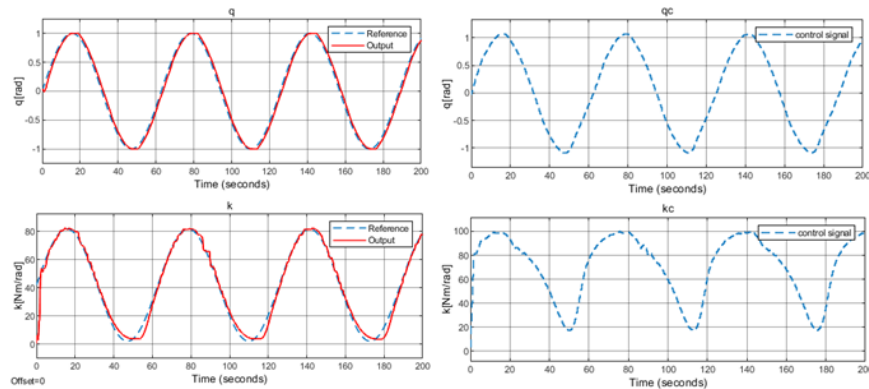 q
q[rad]
1
0.5
0
-0.5
-1
Reference
Output
0 20 40 60 80 100 120 140 160 180 200
Time (seconds)
qc
q[rad]
1
0.5
0
-0.5
-1
control signal
0 20 40 60 80 100 120 140 160 180 200
Time (seconds)
k
k[Nm/rad]
80
60
40
20
0
Reference
Output
0 20 40 60 80 100 120 140 160 180 200
Time (seconds)
Offset=0
kc
k[Nm/rad]
100
80
60
40
20
0
control signal
0 20 40 60 80 100 120 140 160 180 200
Time (seconds)